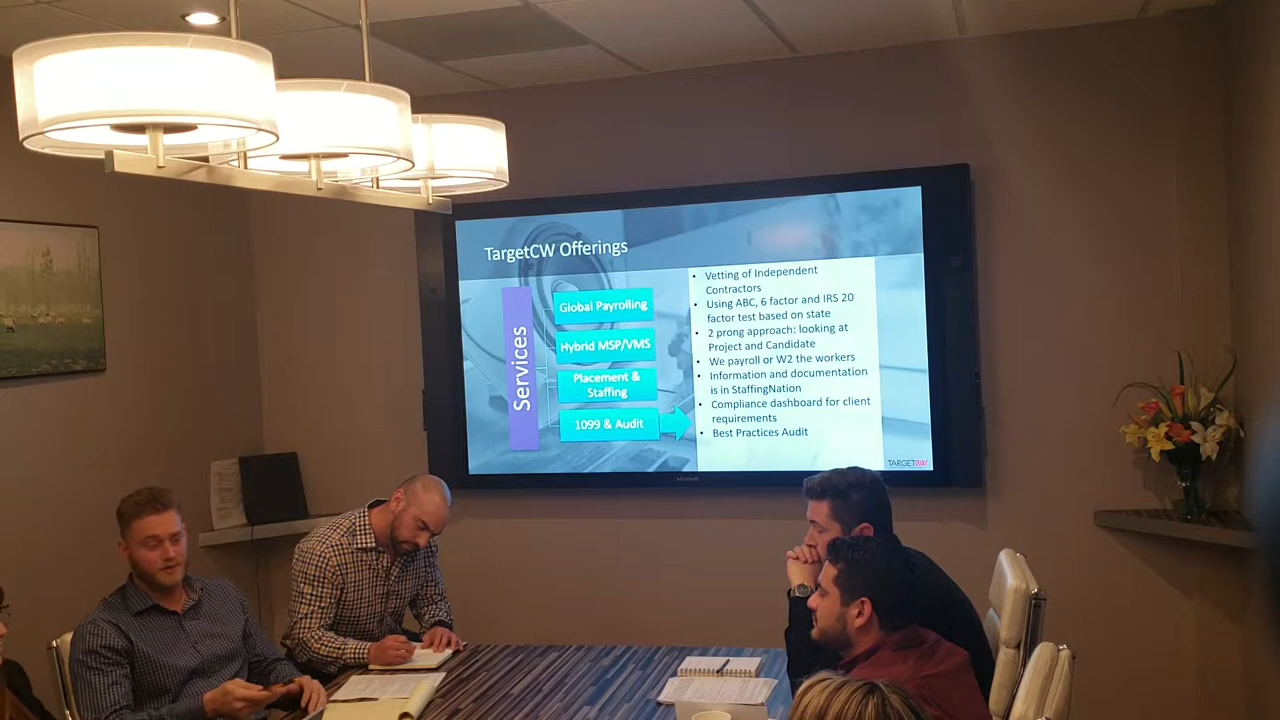 TargetCW Offerings
Services
Global Payrolling
Hybrid MSP/VMS
Placement &
Staffing
1099 & Audit
• Vetting of Independent
Contractors
• Using ABC, 6 factor and IRS 20
factor test based on state
• 2 prong approach: looking at
Project and Candidate
• We payroll or W2 the workers
• Information and documentation
is in StaffingNation
• Compliance dashboard for client
requirements
• Best Practices Audit
TARGETCW
Microsoft